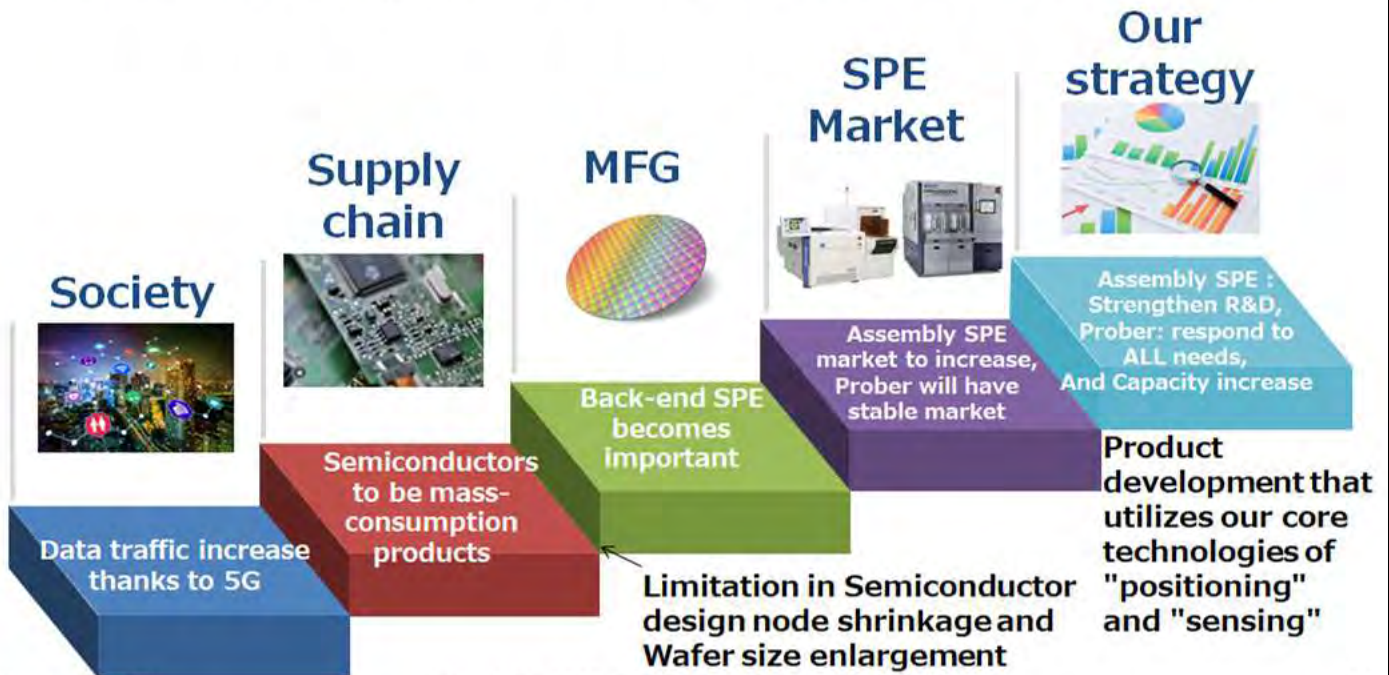 Society
Data traffic increase
thanks to 5G
Supply
chain
Semiconductors
to be mass-
consumption
products
MFG
Back-end SPE
becomes
important
Limitation in Semiconductor
design node shrinkage and
Wafer size enlargement
SPE
Market
Assembly SPE
market to increase,
Prober will have
stable market
Our
strategy
Assembly SPE :
Strengthen R&D,
Prober: respond to
ALL needs,
And Capacity increase
Product
development that
utilizes our core
technologies of
"positioning"
and "sensing"